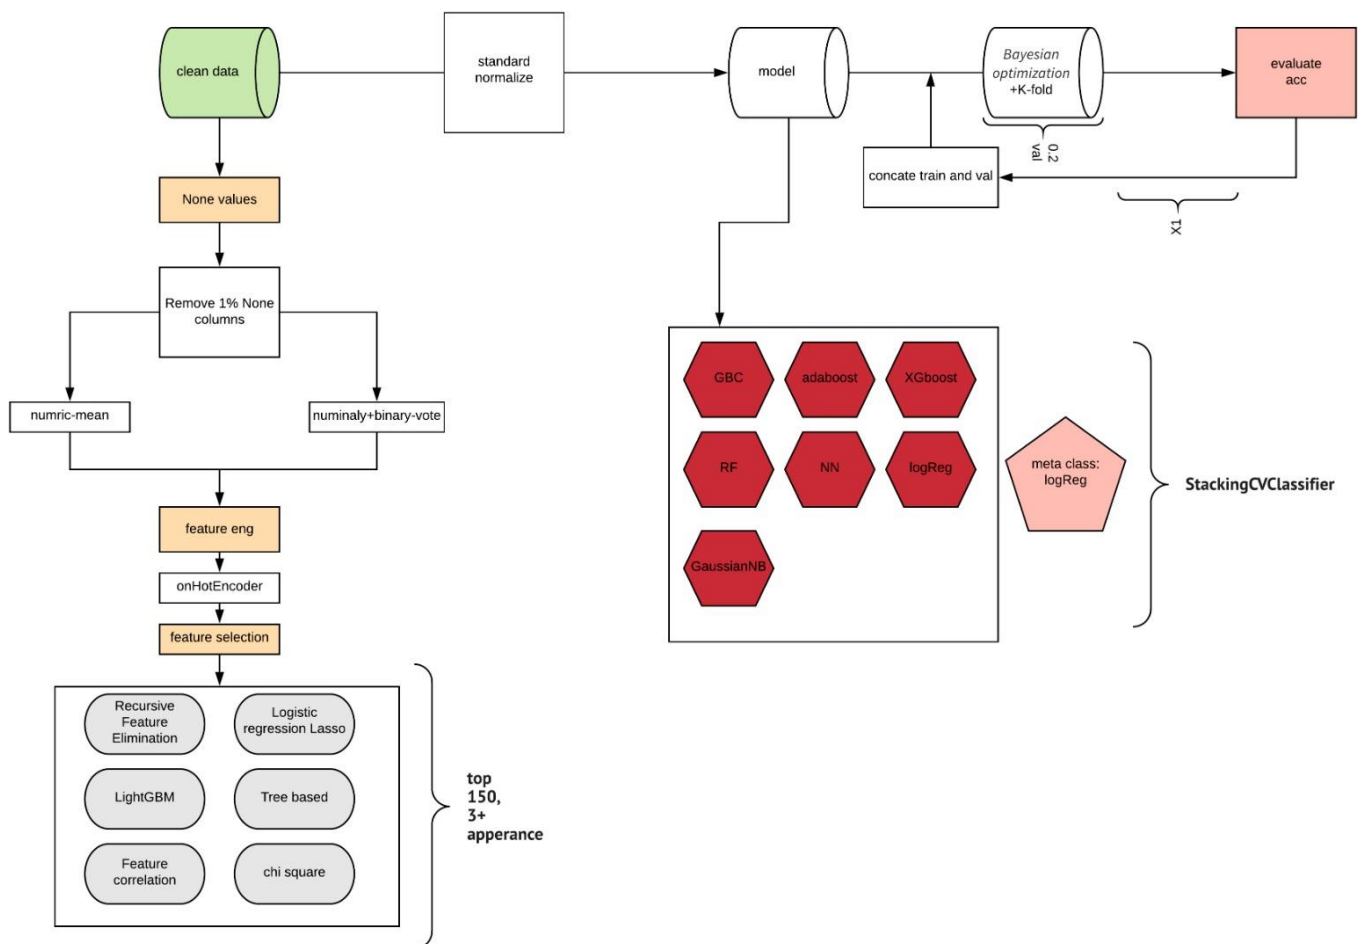 clean data
standard
normalize
model
Bayesian
optimization
+K-fold
evaluate
acc
0.2
val
concate train and val
X1
None values
Remove 1% None
columns
numric-mean
numinaly+binary-vote
feature eng
onHotEncoder
feature selection
Recursive
Feature
Elimination
Logistic
regression Lasso
LightGBM
Tree based
Feature
correlation
chi square
top
150,
3+
apperance
GBC
adaboost
XGboost
RF
NN
logReg
GaussianNB
meta class:
logReg
StackingCVClassifier